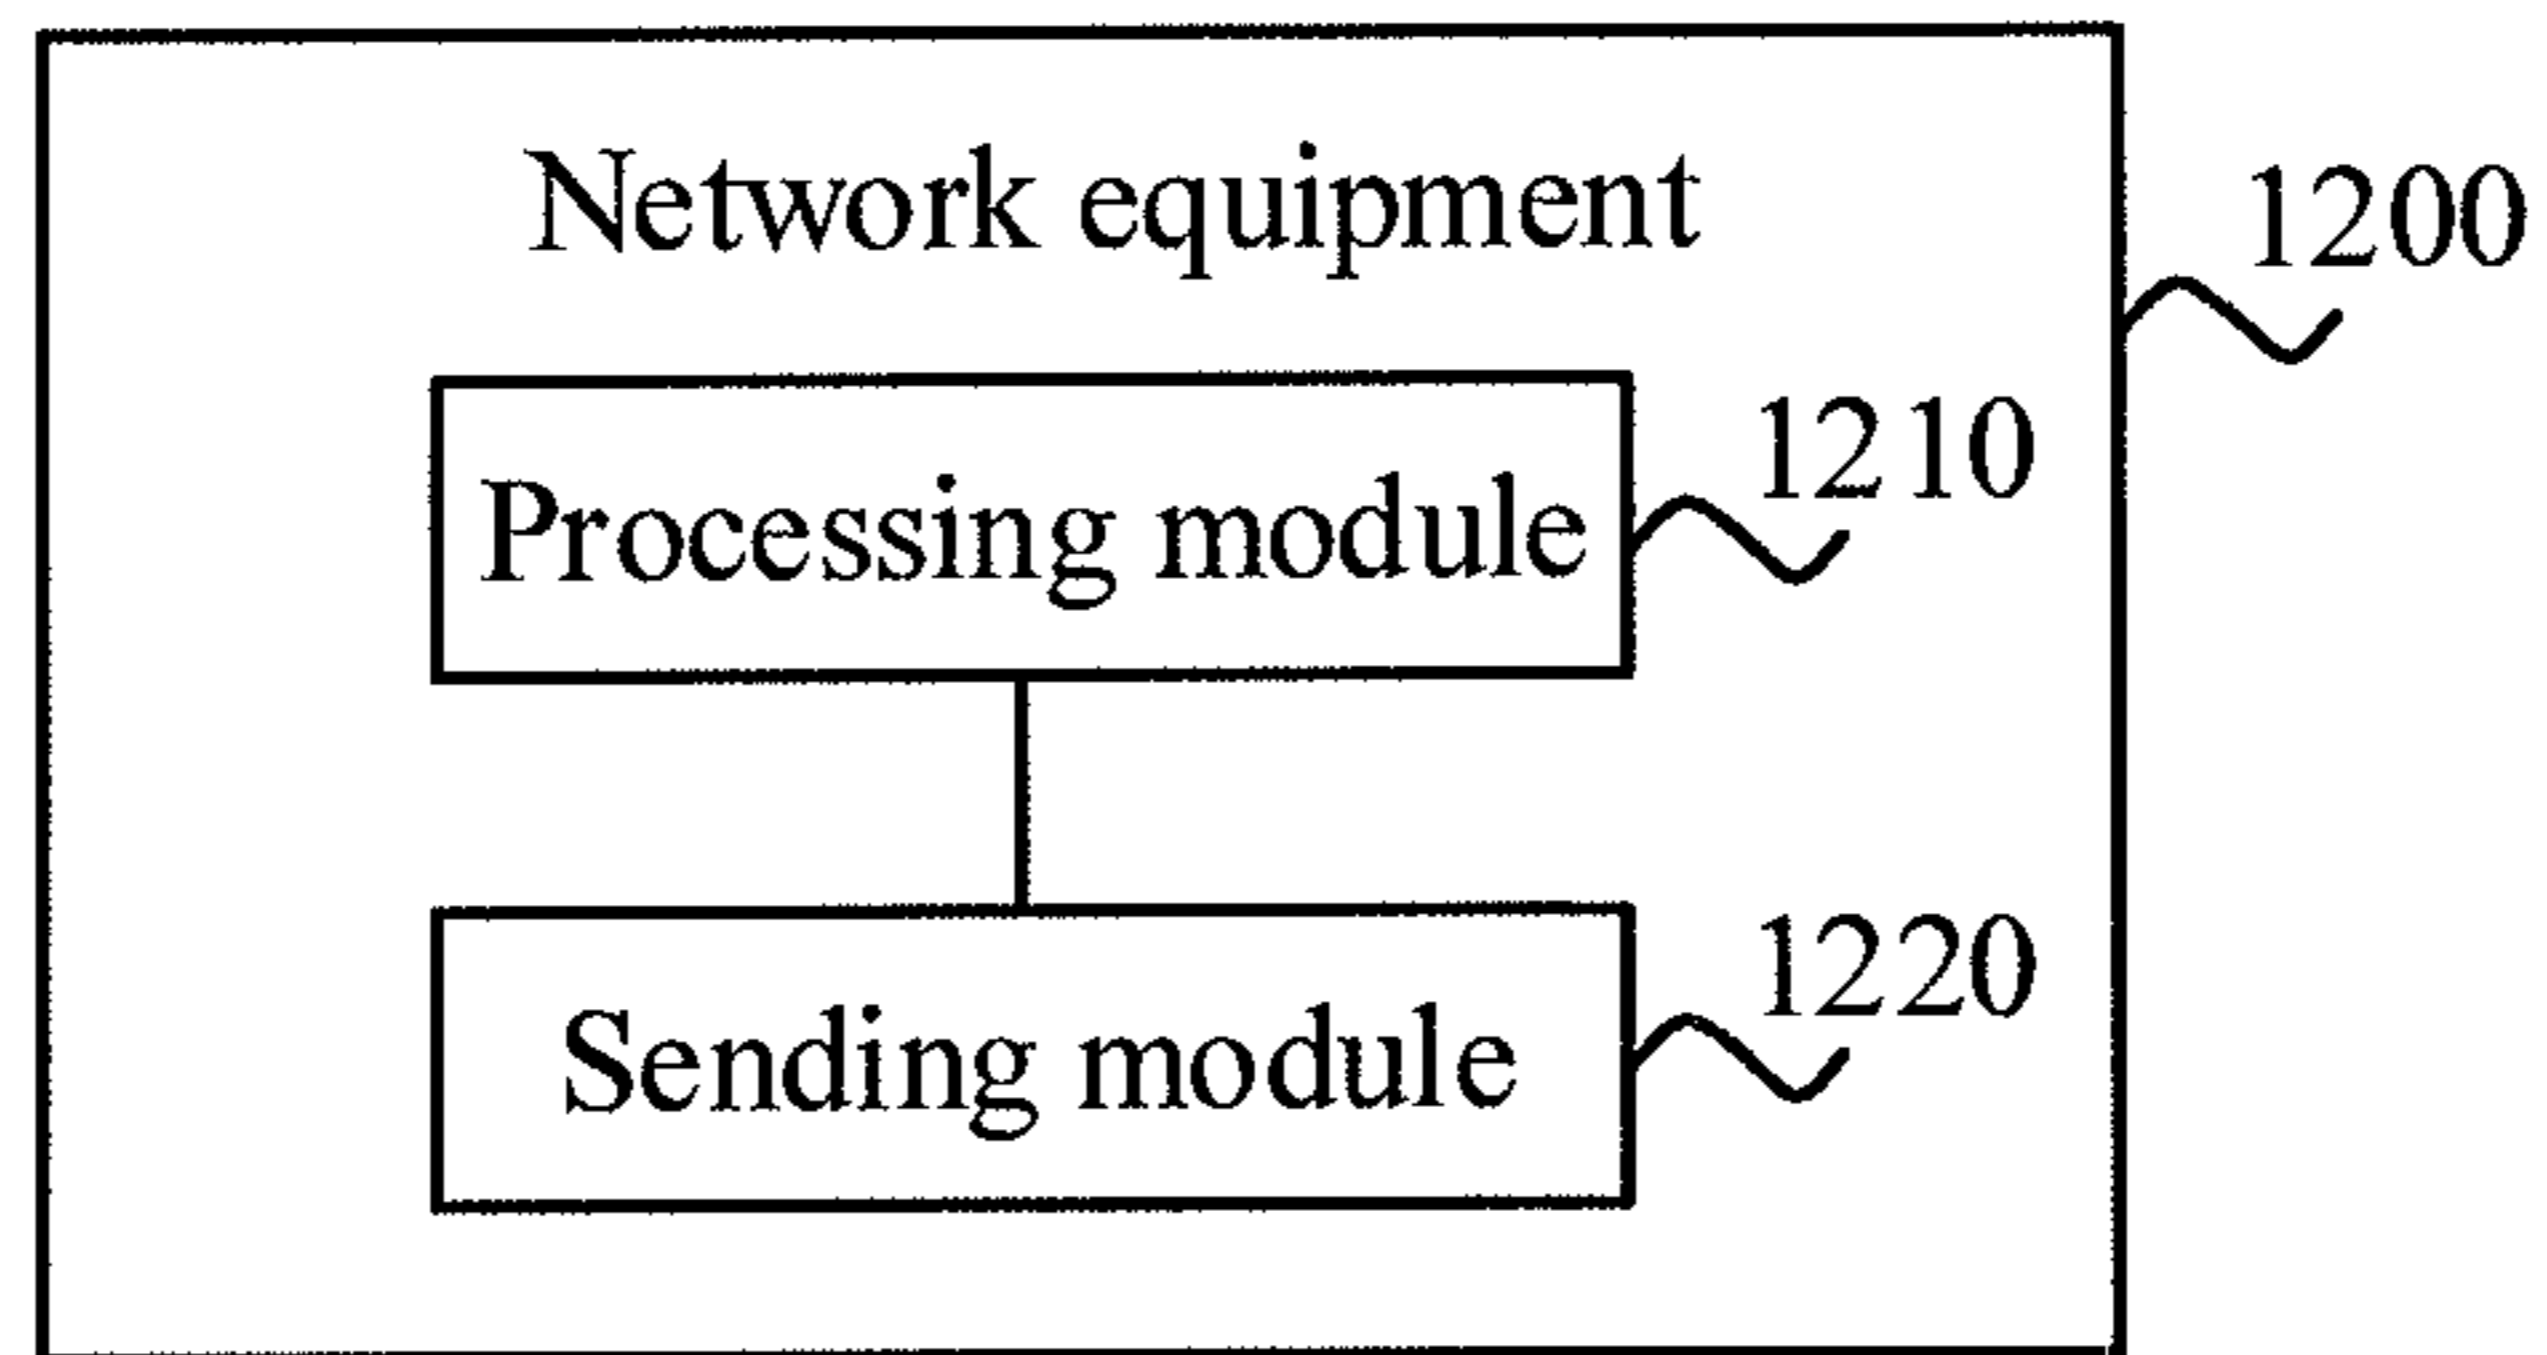 Network equipment
1200
Processing module
1210
Sending module
1220